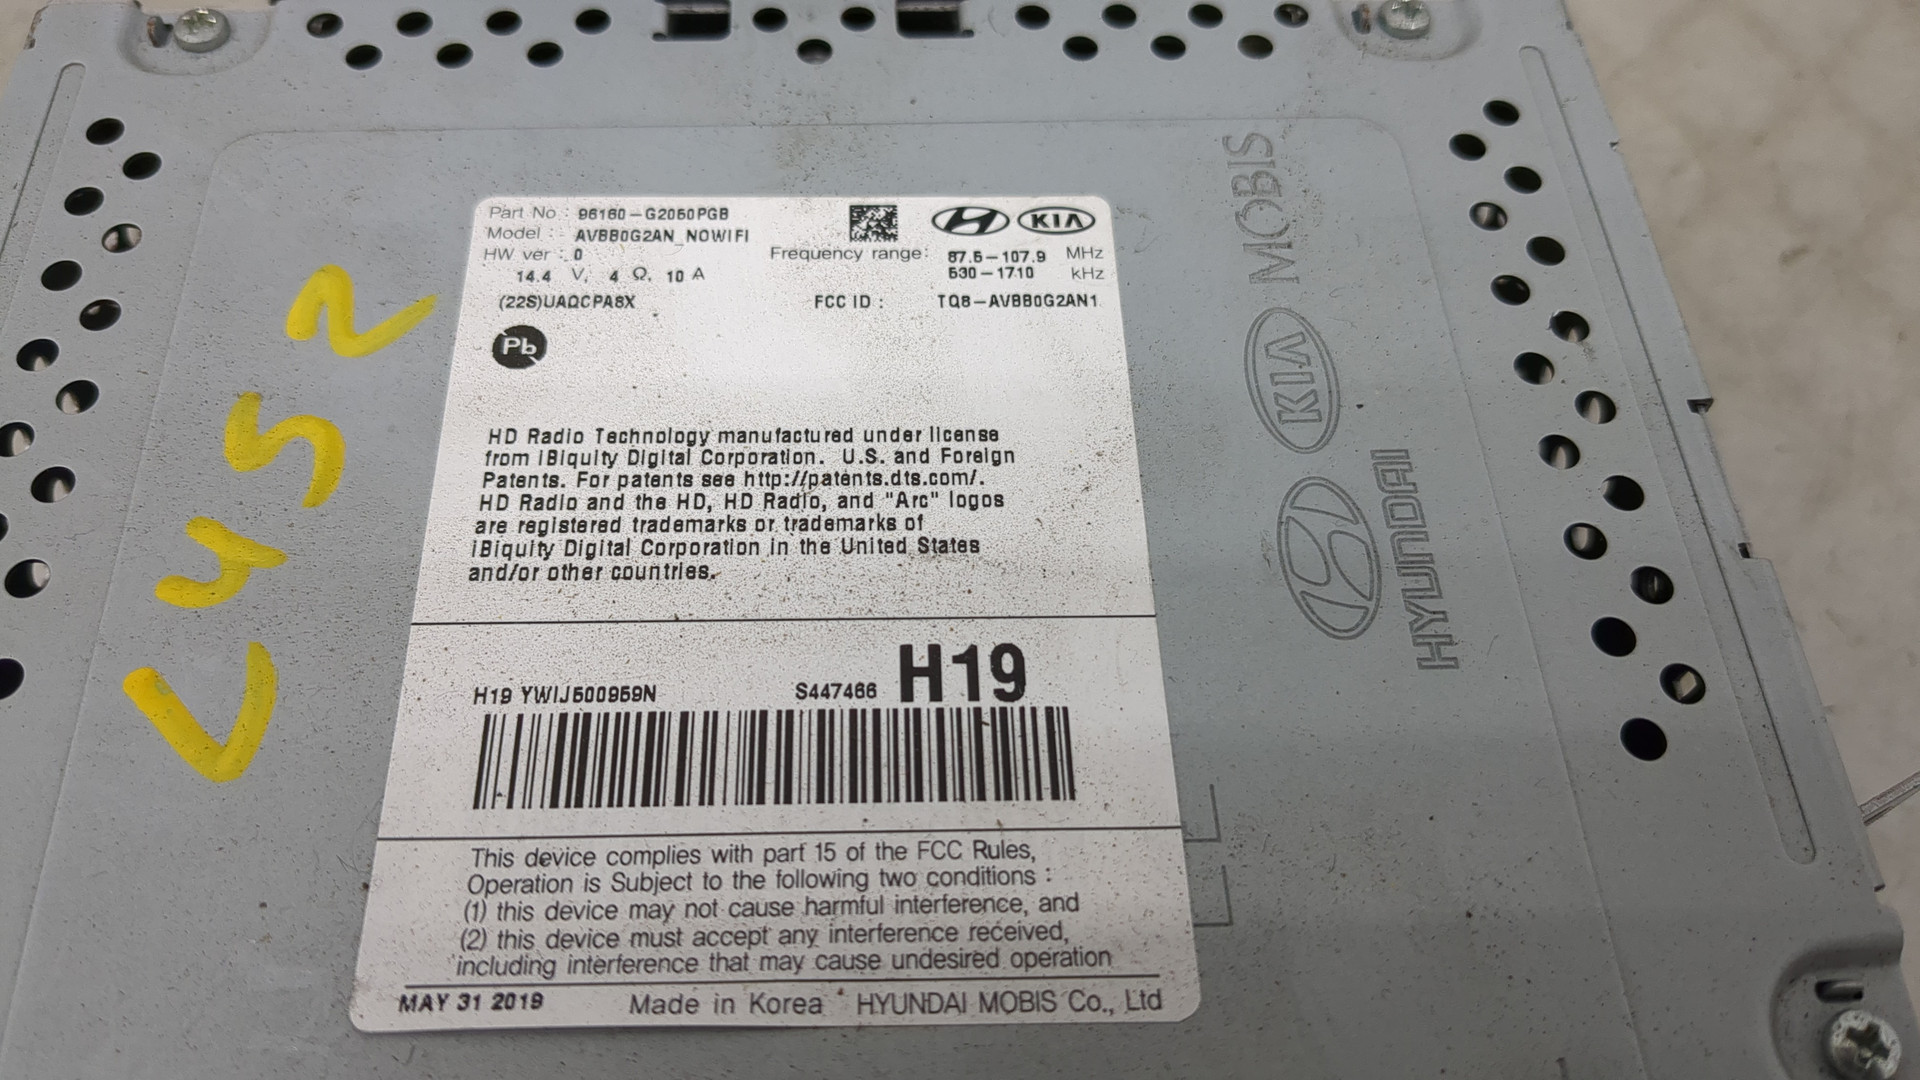 Part No : 96160-G2050PGB
Model : AVBB0G2AN_NOWIFI
HW ver : 0
14.4 V, 4 Ω, 10 A
(22S)UAQCPA8X
KIA
Frequency range: 87.5-107.9 MHz
530-1710 kHz
FCC ID : TQ8-AVBB0G2AN1
Pb
HD Radio Technology manufactured under license
from iBiquity Digital Corporation. U.S. and Foreign
Patents. For patents see http://patents.dts.com/.
HD Radio and the HD, HD Radio, and "Arc" logos
are registered trademarks or trademarks of
iBiquity Digital Corporation in the United States
and/or other countries.
H19 YWIJ500959N S447466 H19
This device complies with part 15 of the FCC Rules,
Operation is Subject to the following two conditions :
(1) this device may not cause harmful interference, and
(2) this device must accept any interference received,
including interference that may cause undesired operation
MAY 31 2019 Made in Korea HYUNDAI MOBIS Co., Ltd
MOBIS
KIA
HYUNDAI